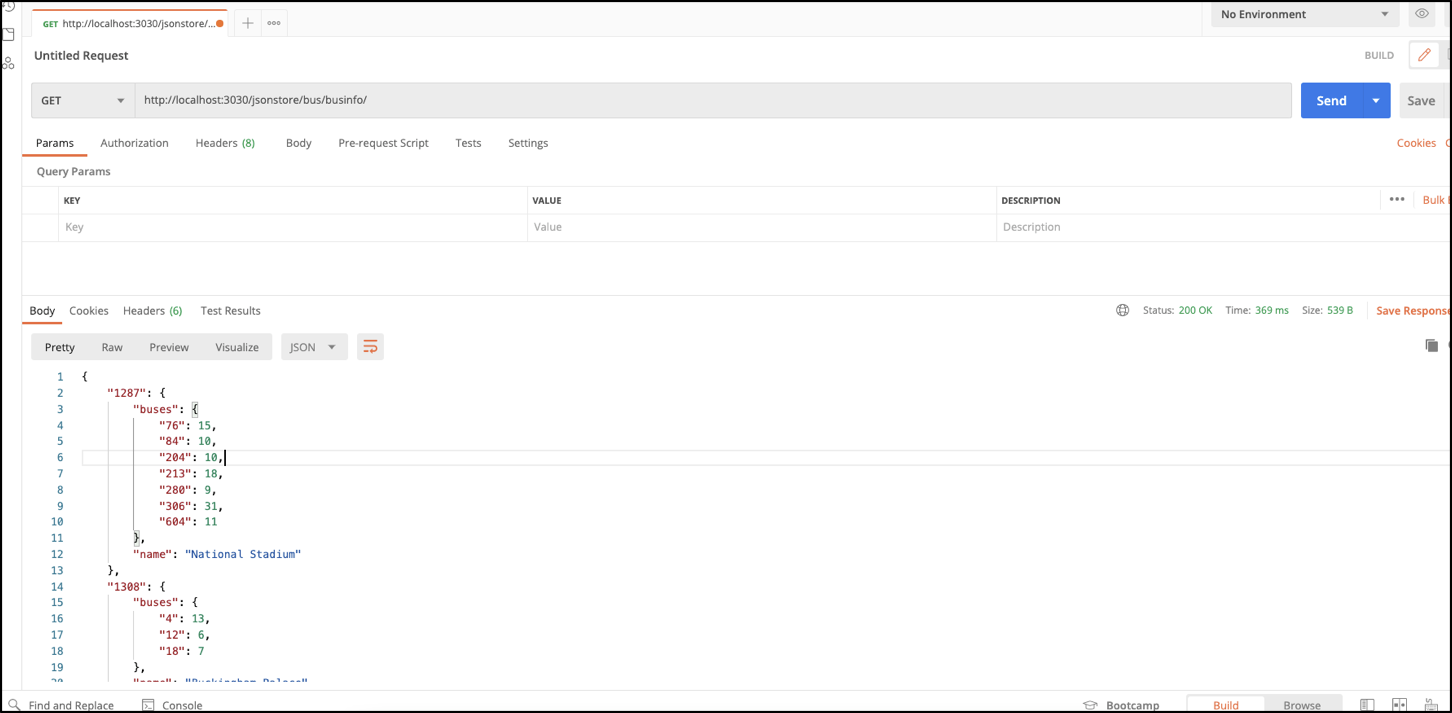 GET http://localhost:3030/jsonstore/... + ooo No Environment
Untitled Request BUILD
GET http://localhost:3030/jsonstore/bus/businfo/ Send Save
Params Authorization Headers (8) Body Pre-request Script Tests Settings Cookies
Query Params
KEY VALUE DESCRIPTION ••• Bulk
Key Value Description
Body Cookies Headers (6) Test Results Status: 200 OK Time: 369 ms Size: 539 B Save Response
Pretty Raw Preview Visualize JSON
1 {
2 "1287": {
3 "buses": {
4 "76": 15,
5 "84": 10,
6 "204": 10,
7 "213": 18,
8 "280": 9,
9 "306": 31,
10 "604": 11
11 },
12 "name": "National Stadium"
13 },
14 "1308": {
15 "buses": {
16 "4": 13,
17 "12": 6,
18 "18": 7
19 },
20 "name": "Buckingham Palace"
Find and Replace Console Bootcamp Build Browse